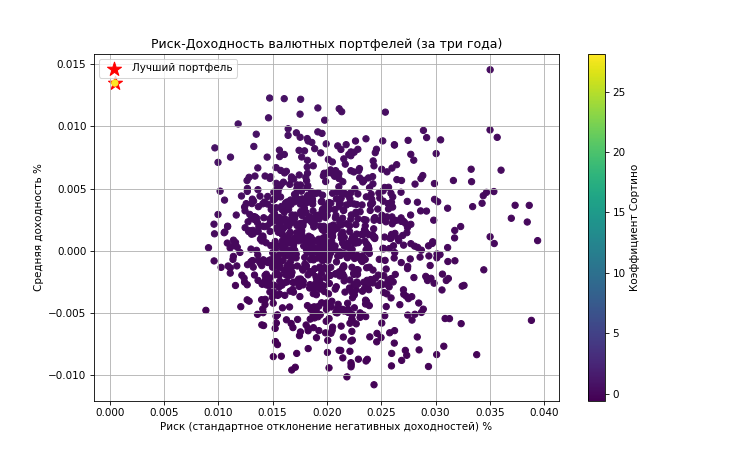 Риск-Доходность валютных портфелей (за три года)
Лучший портфель
Средняя доходность %
0.015
0.010
0.005
0.000
−0.005
−0.010
0.000 0.005 0.010 0.015 0.020 0.025 0.030 0.035 0.040
Риск (стандартное отклонение негативных доходностей) %
25
20
15
10
5
0
Коэффициент Сортино